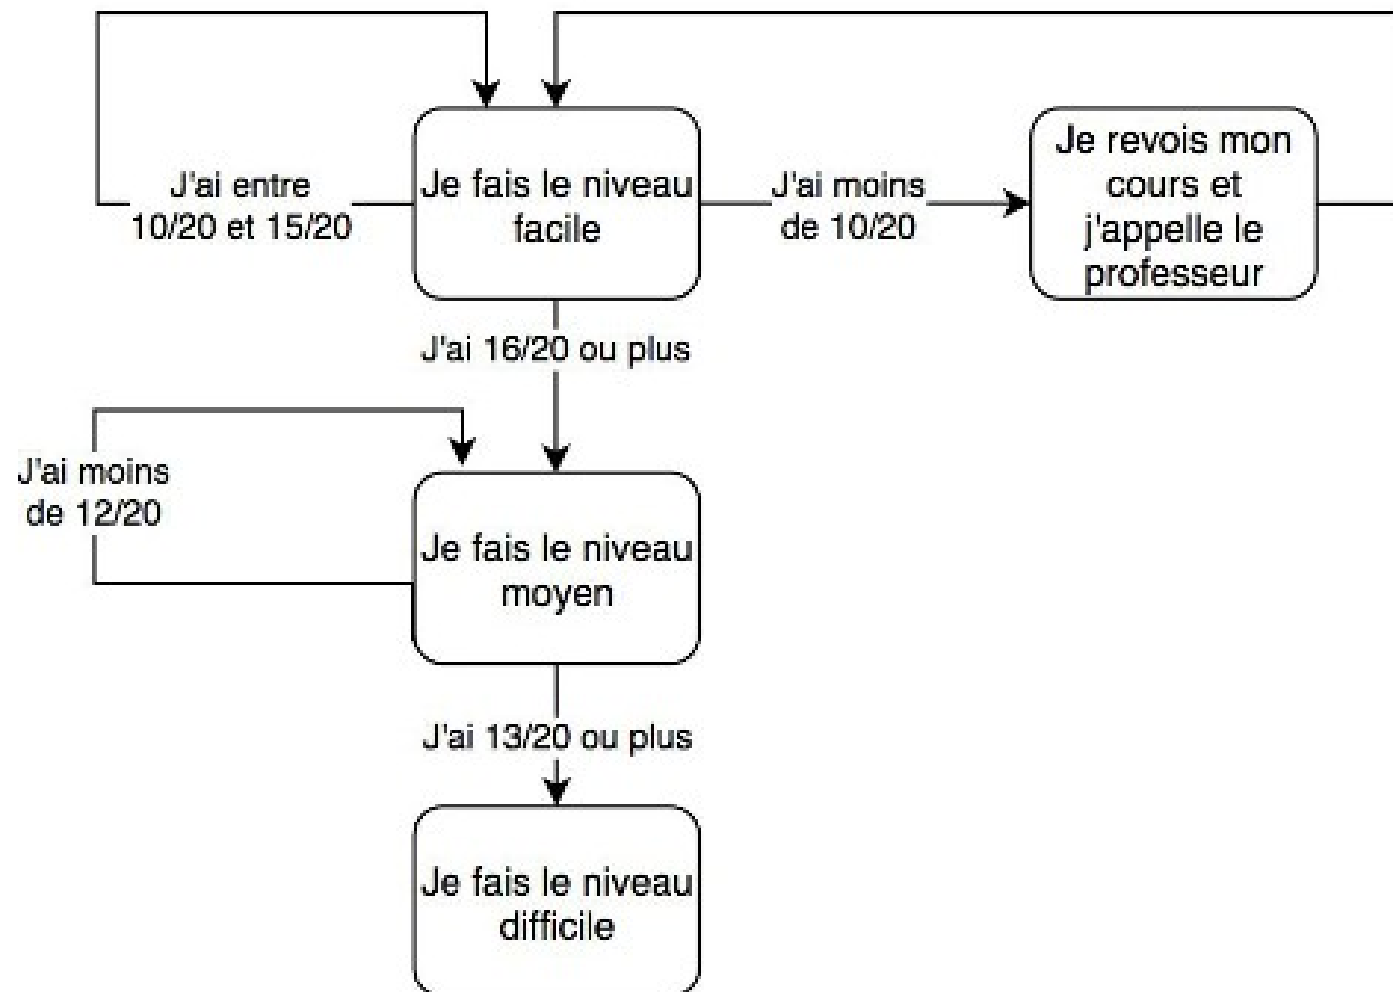 J'ai entre
10/20 et 15/20
Je fais le niveau
facile
J'ai moins
de 10/20
Je revois mon
cours et
j'appelle le
professeur
J'ai 16/20 ou plus
J'ai moins
de 12/20
Je fais le niveau
moyen
J'ai 13/20 ou plus
Je fais le niveau
difficile